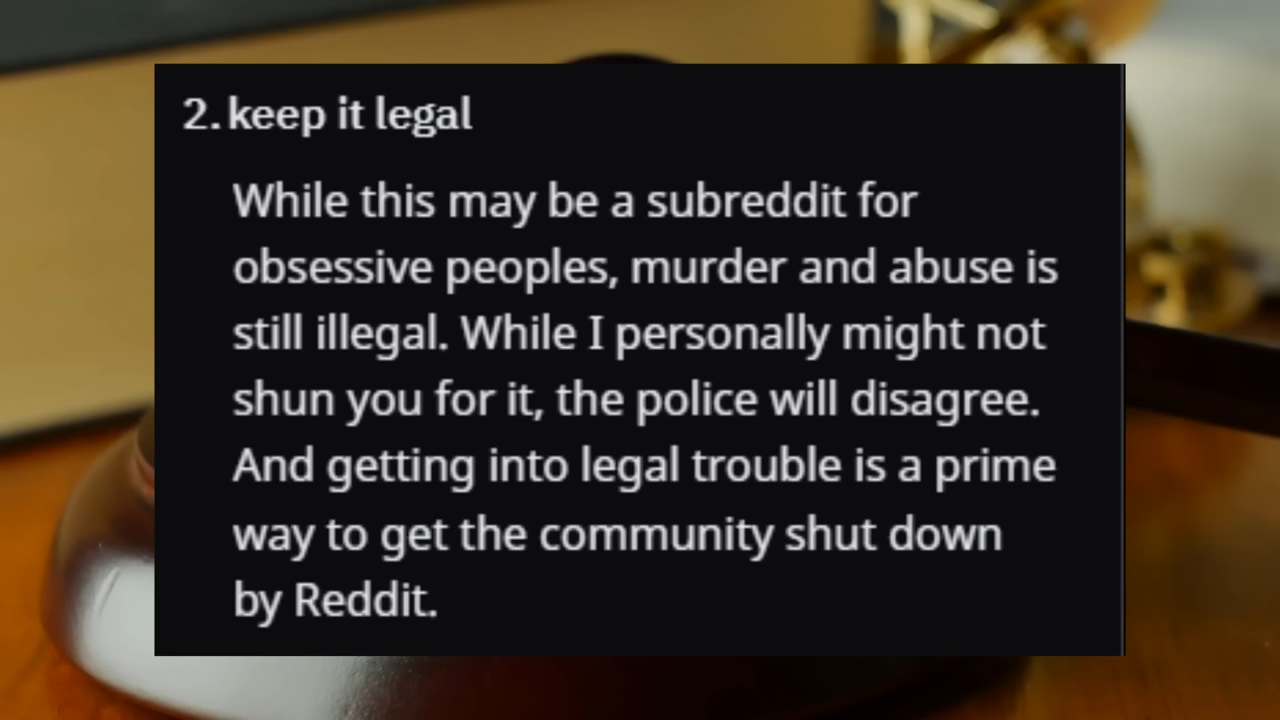 2. keep it legal
While this may be a subreddit for
obsessive peoples, murder and abuse is
still illegal. While I personally might not
shun you for it, the police will disagree.
And getting into legal trouble is a prime
way to get the community shut down
by Reddit.